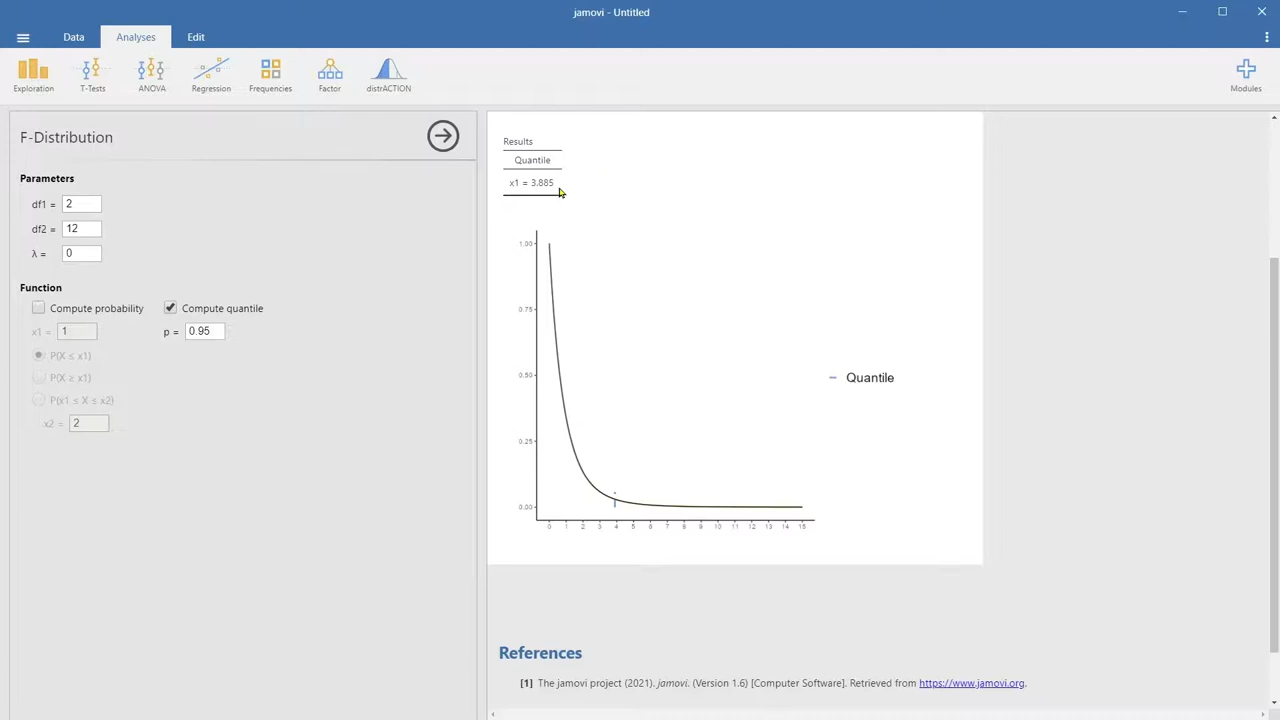 jamovi - Untitled
Data
Analyses
Edit
Exploration
T-Tests
ANOVA
Regression
Frequencies
Factor
distrACTION
Modules
F-Distribution
Parameters
df1 = 2
df2 = 12
λ = 0
Function
Compute probability
Compute quantile
x1 = 1
p = 0.95
P(X ≤ x1)
P(X ≥ x1)
P(x1 ≤ X ≤ x2)
x2 = 2
Results
Quantile
x1 = 3.885
1.00
0.75
0.50
0.25
0.00
0 1 2 3 4 5 6 7 8 9 10 11 12 13 14 15
Quantile
References
[1] The jamovi project (2021). jamovi. (Version 1.6) [Computer Software]. Retrieved from https://www.jamovi.org.